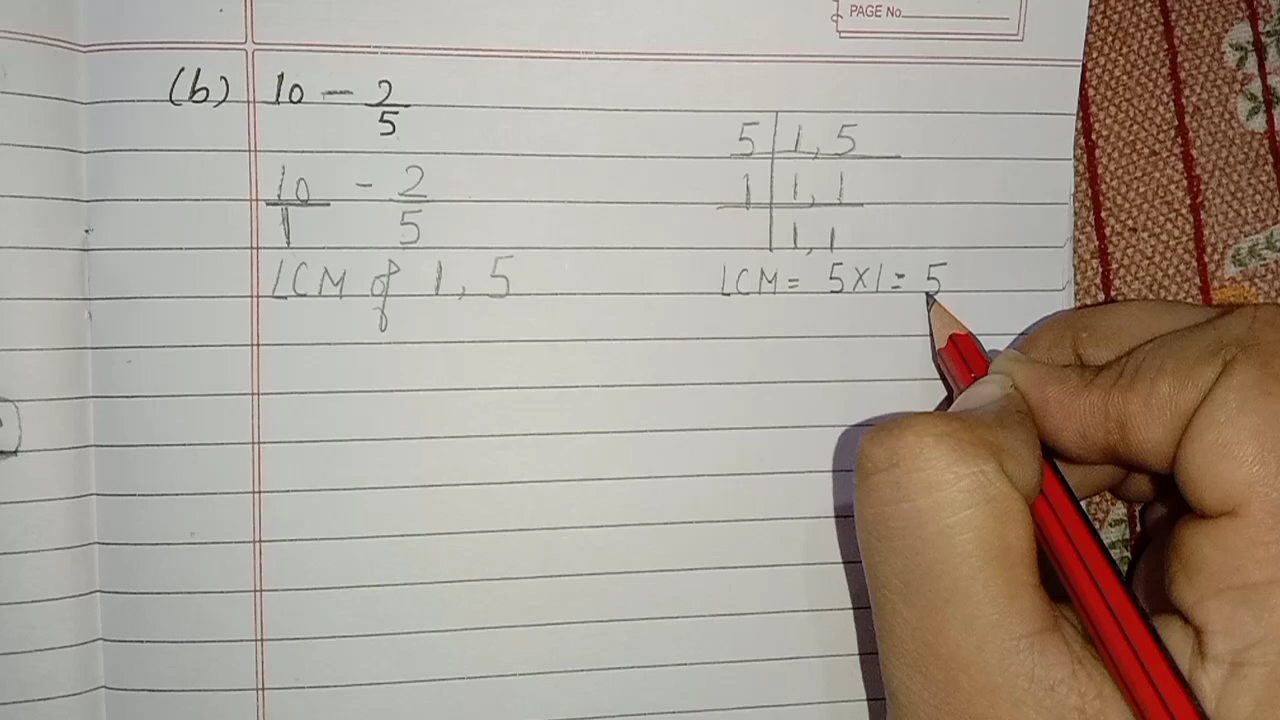 PAGE No.
(b) 10 - 2/5
10/1 - 2/5
LCM of 1, 5
5 | 1, 5
1 | 1, 1
1, 1
LCM = 5 X 1 = 5